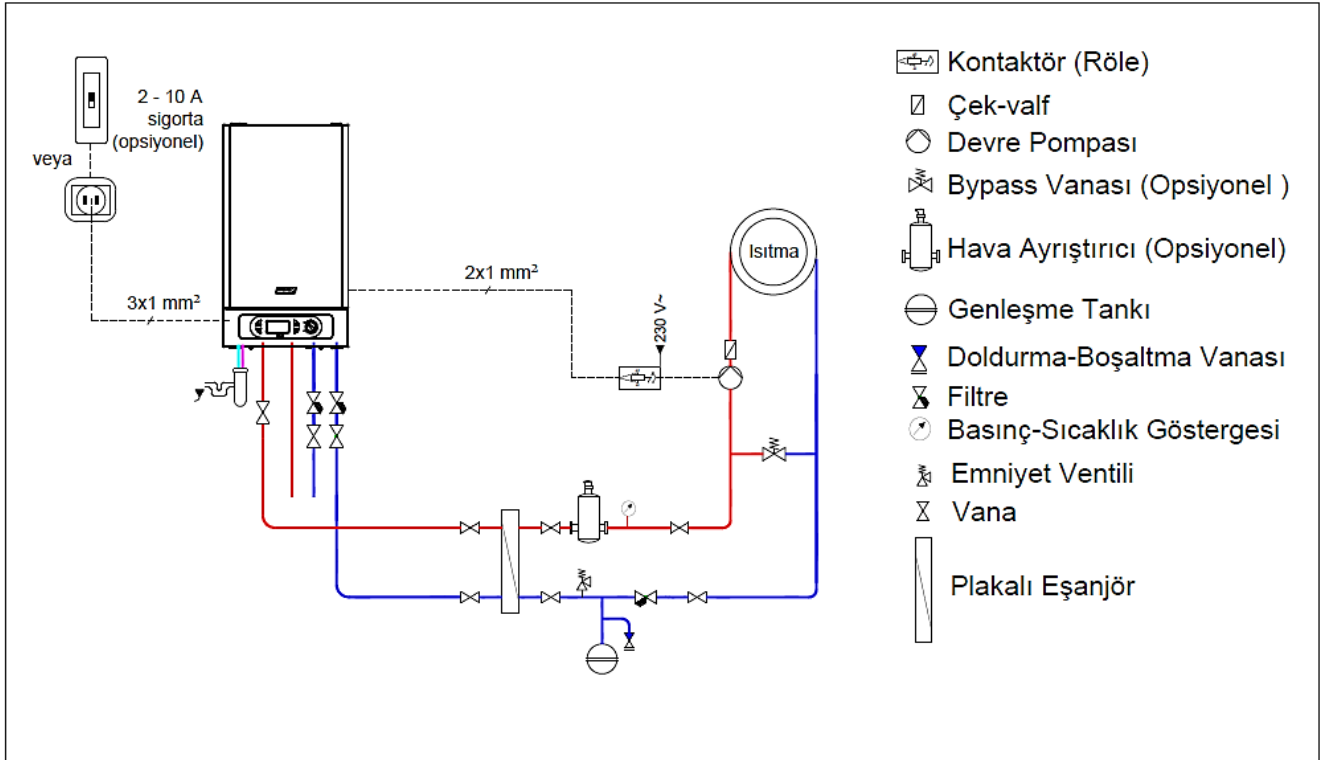 2 - 10 A
sigorta
(opsiyonel)
veya
3x1 mm²
2x1 mm²
230 V~
Isıtma
Kontaktör (Röle)
Çek-valf
Devre Pompası
Bypass Vanası (Opsiyonel )
Hava Ayrıştırıcı (Opsiyonel)
Genleşme Tankı
Doldurma-Boşaltma Vanası
Filtre
Basınç-Sıcaklık Göstergesi
Emniyet Ventili
Vana
Plakalı Eşanjör